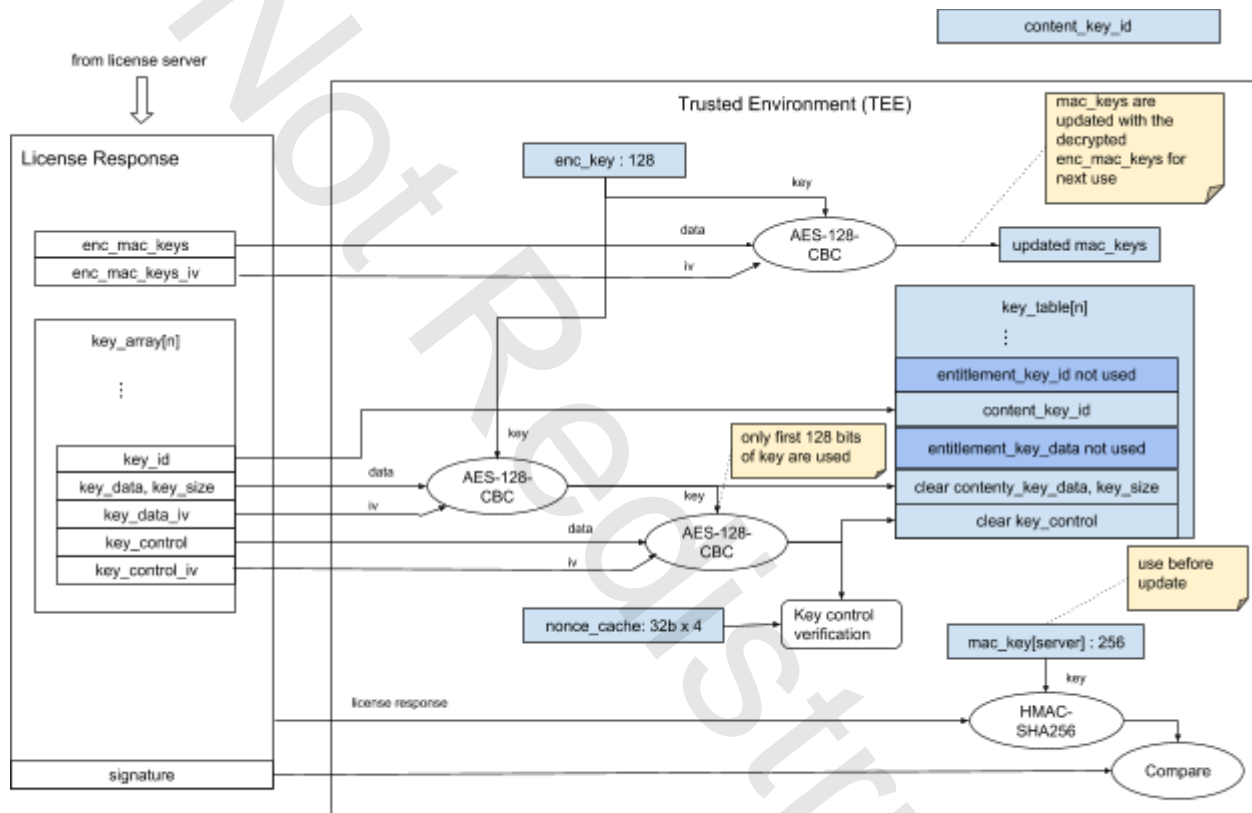 content_key_id
from license server
Trusted Environment (TEE)
mac_keys are
updated with the
decrypted
enc_mac_keys for
next use
License Response
enc_key : 128
key
enc_mac_keys
data
AES-128-
CBC
updated mac_keys
enc_mac_keys_iv
iv
key_array[n]
⋮
key_table[n]
⋮
entitlement_key_id not used
content_key_id
entitlement_key_data not used
clear contenty_key_data, key_size
clear key_control
only first 128 bits
of key are used
key
key_id
key_data, key_size
key_data_iv
key_control
key_control_iv
data
iv
AES-128-
CBC
key
data
iv
AES-128-
CBC
use before
update
nonce_cache: 32b x 4
Key control
verification
mac_key[server] : 256
key
license response
HMAC-
SHA256
signature
Compare
Not Redistr